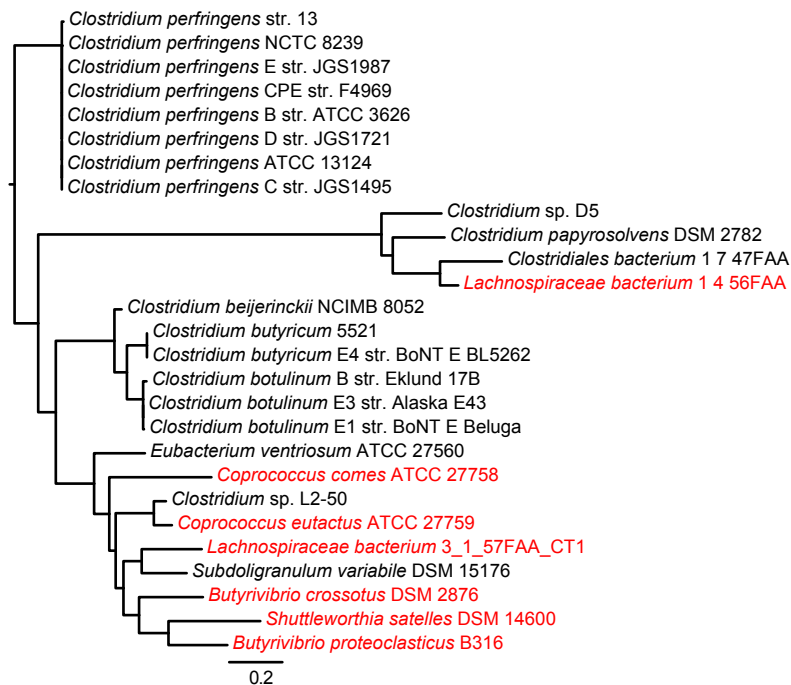 Clostridium perfringens str. 13
Clostridium perfringens NCTC 8239
Clostridium perfringens E str. JGS1987
Clostridium perfringens CPE str. F4969
Clostridium perfringens B str. ATCC 3626
Clostridium perfringens D str. JGS1721
Clostridium perfringens ATCC 13124
Clostridium perfringens C str. JGS1495
Clostridium sp. D5
Clostridium papyrosolvens DSM 2782
Clostridiales bacterium 1 7 47FAA
Lachnospiraceae bacterium 1 4 56FAA
Clostridium beijerinckii NCIMB 8052
Clostridium butyricum 5521
Clostridium butyricum E4 str. BoNT E BL5262
Clostridium botulinum B str. Eklund 17B
Clostridium botulinum E3 str. Alaska E43
Clostridium botulinum E1 str. BoNT E Beluga
Eubacterium ventriosum ATCC 27560
Coprococcus comes ATCC 27758
Clostridium sp. L2-50
Coprococcus eutactus ATCC 27759
Lachnospiraceae bacterium 3_1_57FAA_CT1
Subdoligranulum variabile DSM 15176
Butyrivibrio crossotus DSM 2876
Shuttleworthia satelles DSM 14600
Butyrivibrio proteoclasticus B316
0.2